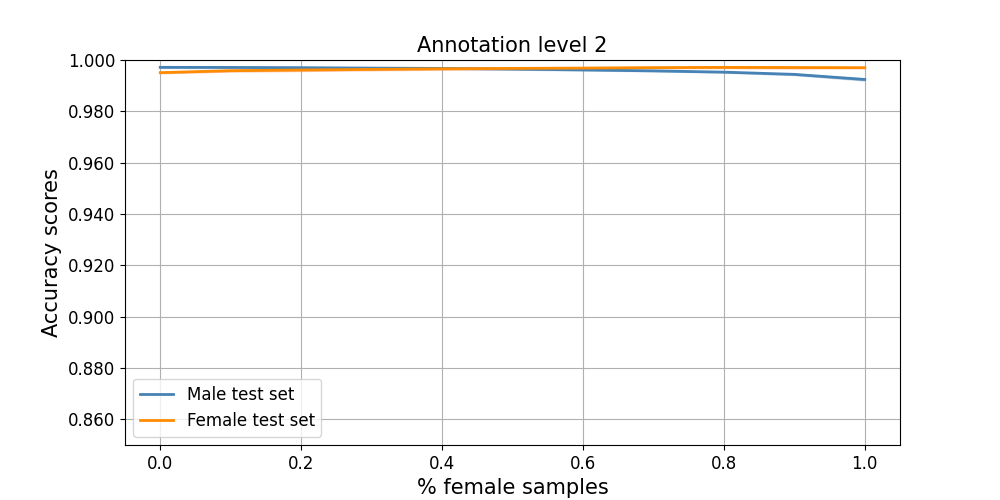 Annotation level 2
Accuracy scores
1.000
0.980
0.960
0.940
0.920
0.900
0.880
0.860
Male test set
Female test set
0.0 0.2 0.4 0.6 0.8 1.0
% female samples